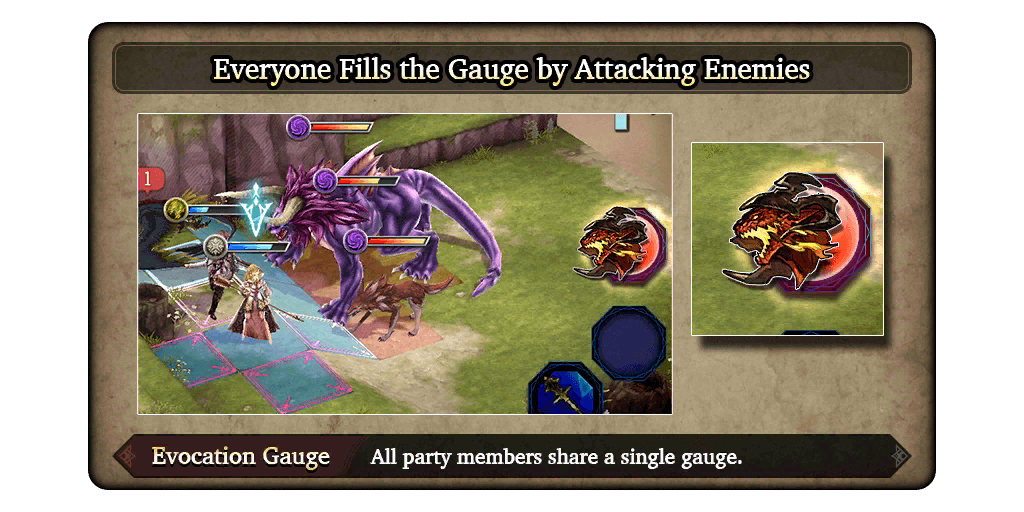 Everyone Fills the Gauge by Attacking Enemies
1
Evocation Gauge
All party members share a single gauge.